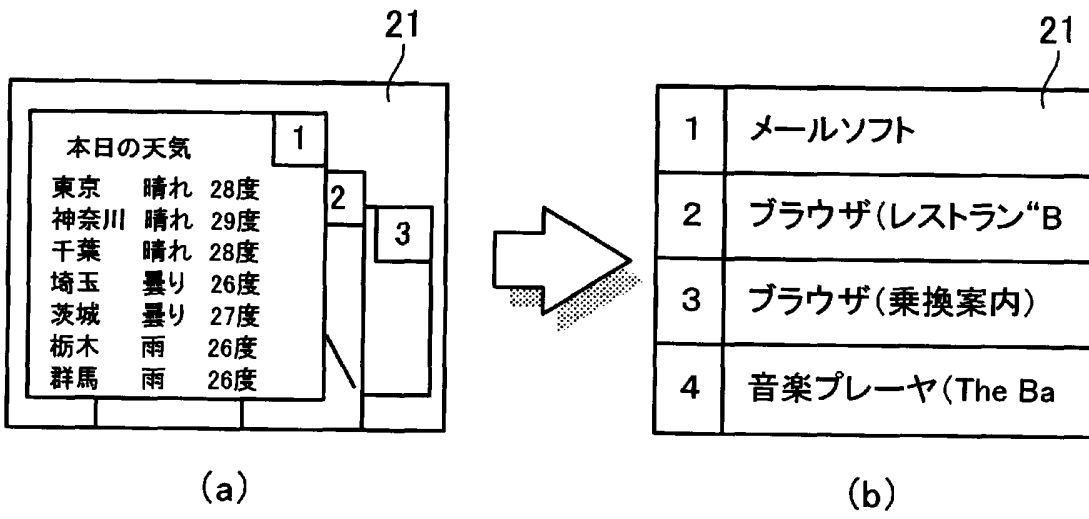 21
1
本日の天気
東京 晴れ 28度
神奈川 晴れ 29度
千葉 晴れ 28度
埼玉 曇り 26度
茨城 曇り 27度
栃木 雨 26度
群馬 雨 26度
2
3
(a)
21
1 メールソフト
2 ブラウザ(レストラン“B
3 ブラウザ(乗換案内)
4 音楽プレーヤ(The Ba
(b)